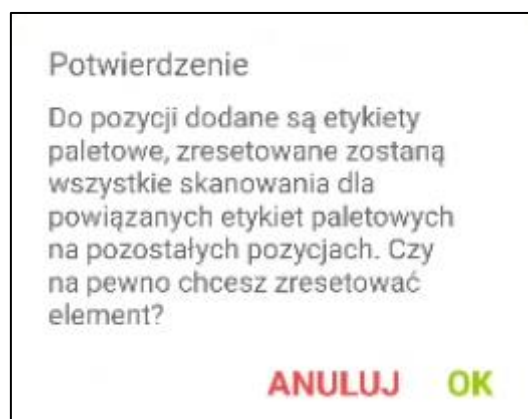 Potwierdzenie
Do pozycji dodane są etykiety
paletowe, zresetowane zostaną
wszystkie skanowania dla
powiązanych etykiet paletowych
na pozostałych pozycjach. Czy
na pewno chcesz zresetować
element?
ANULUJ OK